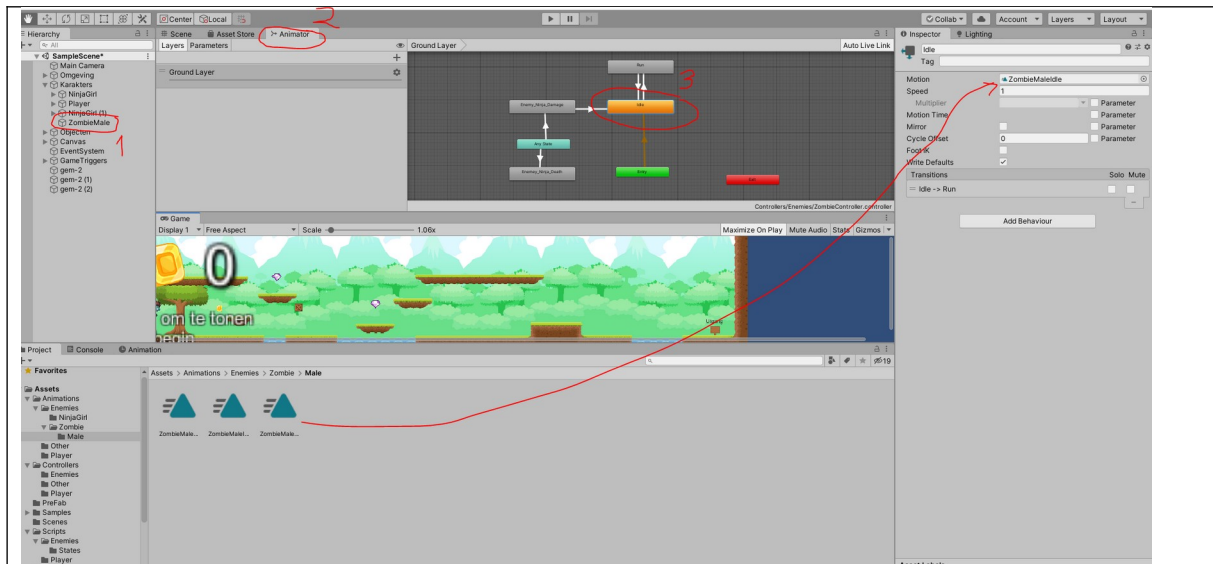 Center Local
Collab Account Layers Layout
2
Hierarchy
Scene Asset Store Animator
Inspector Lighting
All
Layers Parameters
Ground Layer
Auto Live Link
Idle
Tag
SampleScene*
Main Camera
Omgeving
Karakters
NinjaGirl
Player
NinjaGirl (1)
ZombieMale
1
Objecten
Canvas
EventSystem
GameTriggers
gem-2
gem-2 (1)
gem-2 (2)
Ground Layer
Run
3
Enemy_Ninja_Damage
Idle
Any State
Enemy_Ninja_Death
Entry
Exit
Controllers/Enemies/ZombieController.controller
Motion ZombieMaleIdle
Speed 1
Multiplier Parameter
Motion Time Parameter
Mirror Parameter
Cycle Offset 0 Parameter
Foot IK
Write Defaults
Transitions Solo Mute
Idle -> Run
Add Behaviour
Game
Display 1 Free Aspect Scale 1.06x Maximize On Play Mute Audio Stats Gizmos
0
om te tonen
begin
Uitgang
Project Console Animation
19
Favorites
Assets > Animations > Enemies > Zombie > Male
Assets
Animations
Enemies
NinjaGirl
Zombie
Male
Other
Player
Controllers
Enemies
Other
Player
PreFab
Samples
Scenes
Scripts
Enemies
States
Player
ZombieMale... ZombieMaleI... ZombieMale...